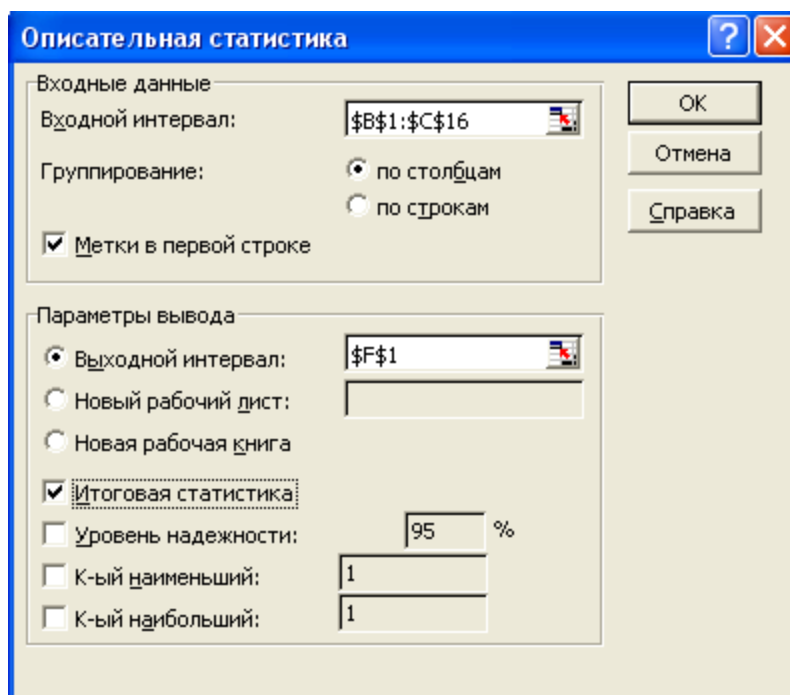 Описательная статистика
Входные данные
Входной интервал: $B$1:$C$16
Группирование: по столбцам
по строкам
Метки в первой строке
ОК
Отмена
Справка
Параметры вывода
Выходной интервал: $F$1
Новый рабочий лист:
Новая рабочая книга
Итоговая статистика
Уровень надежности: 95 %
К-ый наименьший: 1
К-ый наибольший: 1